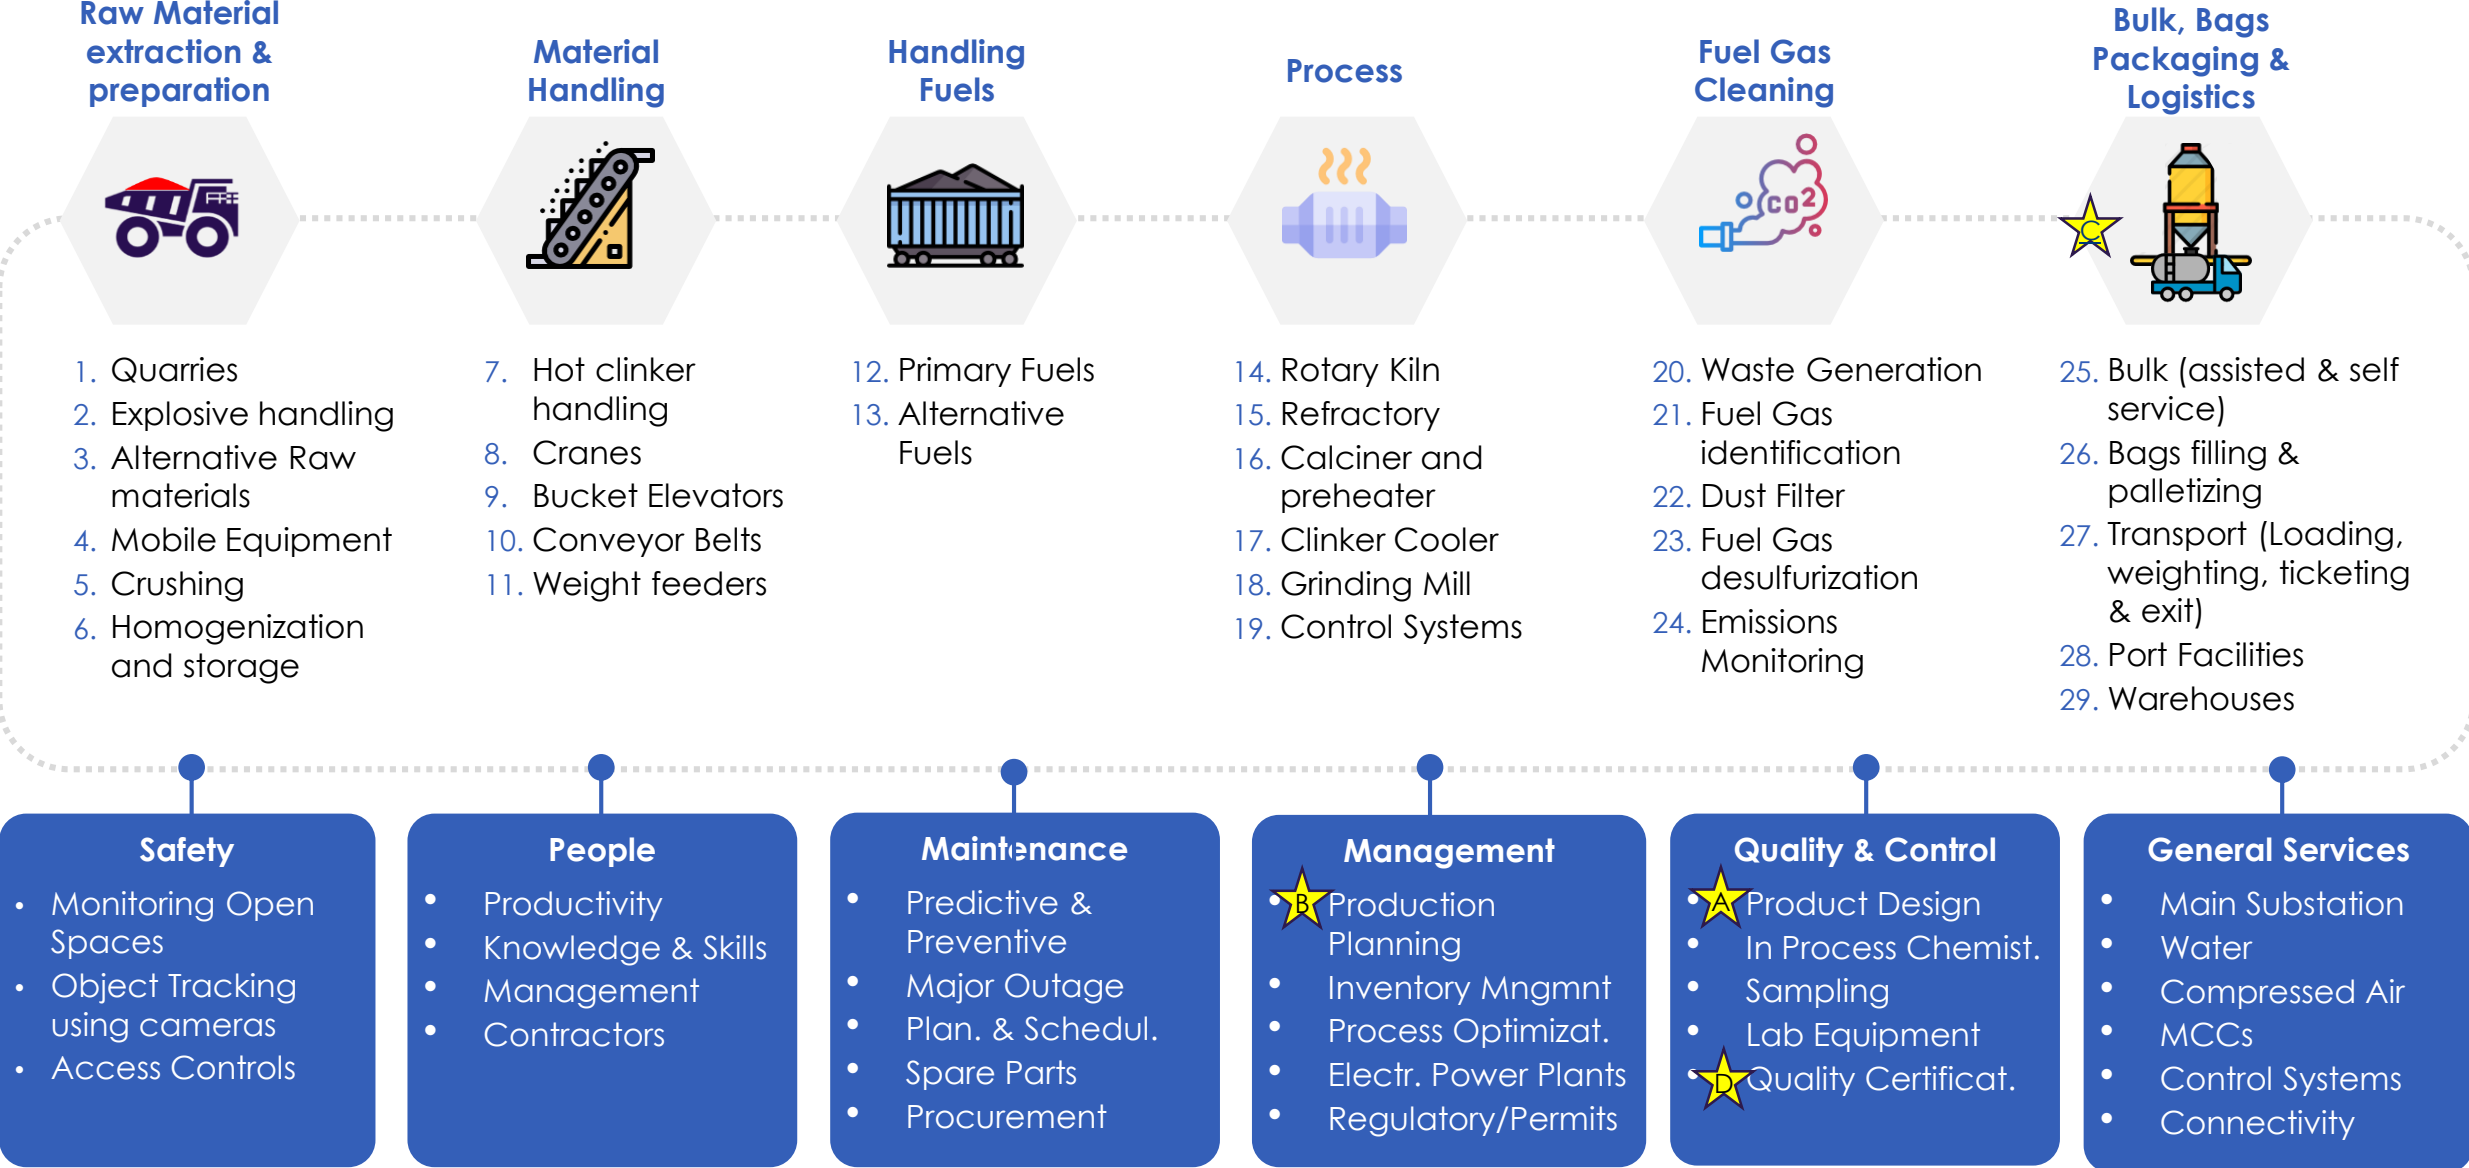 Raw Material
extraction &
preparation
Material
Handling
Handling
Fuels
Process
Fuel Gas
Cleaning
Bulk, Bags
Packaging &
Logistics
CO2
C
1. Quarries
2. Explosive handling
3. Alternative Raw
materials
4. Mobile Equipment
5. Crushing
6. Homogenization
and storage
7. Hot clinker
handling
8. Cranes
9. Bucket Elevators
10. Conveyor Belts
11. Weight feeders
12. Primary Fuels
13. Alternative
Fuels
14. Rotary Kiln
15. Refractory
16. Calciner and
preheater
17. Clinker Cooler
18. Grinding Mill
19. Control Systems
20. Waste Generation
21. Fuel Gas
identification
22. Dust Filter
23. Fuel Gas
desulfurization
24. Emissions
Monitoring
25. Bulk (assisted & self
service)
26. Bags filling &
palletizing
27. Transport (Loading,
weighting, ticketing
& exit)
28. Port Facilities
29. Warehouses
Safety
• Monitoring Open
Spaces
• Object Tracking
using cameras
• Access Controls
People
• Productivity
• Knowledge & Skills
• Management
• Contractors
Maintenance
• Predictive &
Preventive
• Major Outage
• Plan. & Schedul.
• Spare Parts
• Procurement
Management
• B Production
Planning
• Inventory Mngmnt
• Process Optimizat.
• Electr. Power Plants
• Regulatory/Permits
Quality & Control
• A Product Design
• In Process Chemist.
• Sampling
• Lab Equipment
• D Quality Certificat.
General Services
• Main Substation
• Water
• Compressed Air
• MCCs
• Control Systems
• Connectivity